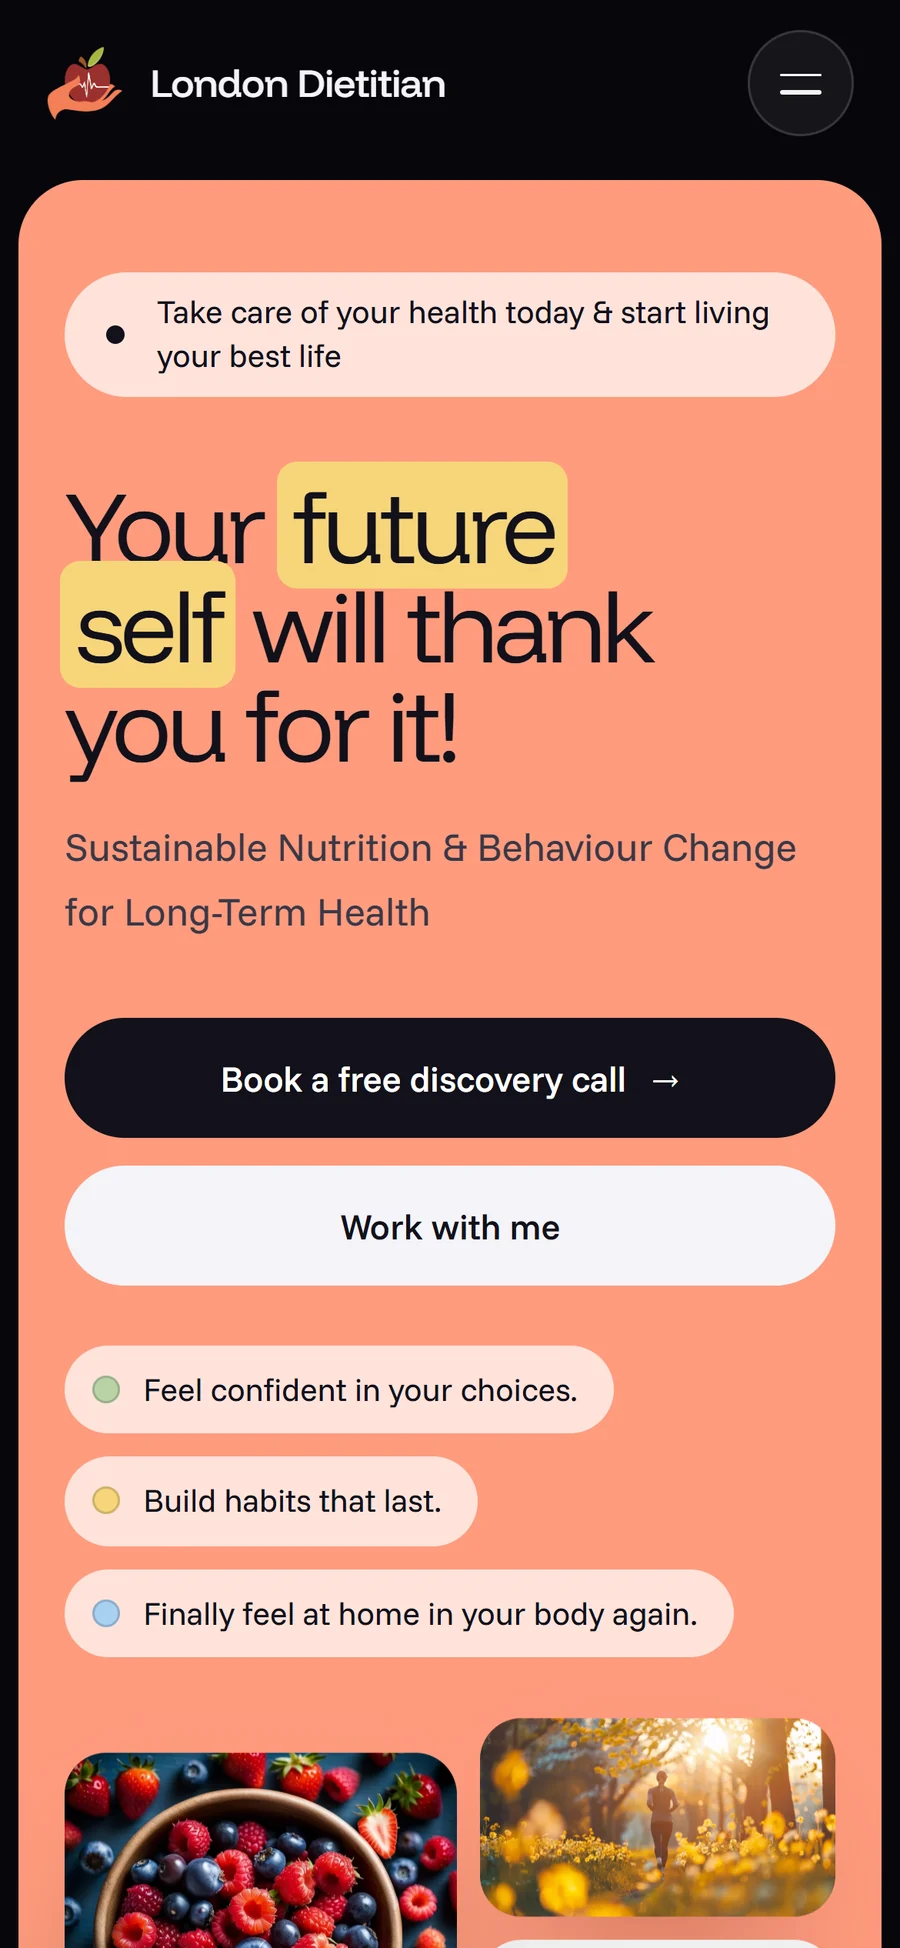 London Dietitian
Take care of your health today & start living
your best life
Your future
self will thank
you for it!
Sustainable Nutrition & Behaviour Change
for Long-Term Health
Book a free discovery call →
Work with me
Feel confident in your choices.
Build habits that last.
Finally feel at home in your body again.